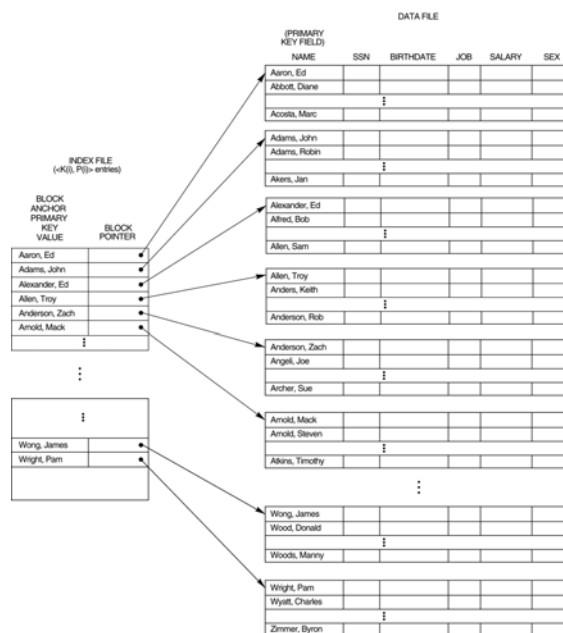 DATA FILE
(PRIMARY
KEY FIELD)
NAME SSN BIRTHDATE JOB SALARY SEX
Aaron, Ed
Abbott, Diane
Acosta, Marc
Adams, John
Adams, Robin
Akers, Jan
Alexander, Ed
Alfred, Bob
Allen, Sam
Allen, Troy
Anders, Keith
Anderson, Rob
Anderson, Zach
Angeli, Joe
Archer, Sue
Arnold, Mack
Arnold, Steven
Atkins, Timothy
Wong, James
Wood, Donald
Woods, Manny
Wright, Pam
Wyatt, Charles
Zimmer, Byron
INDEX FILE
(<K(i), P(i)> entries)
BLOCK
ANCHOR
PRIMARY
KEY
VALUE
BLOCK
POINTER
Aaron, Ed
Adams, John
Alexander, Ed
Allen, Troy
Anderson, Zach
Arnold, Mack
Wong, James
Wright, Pam